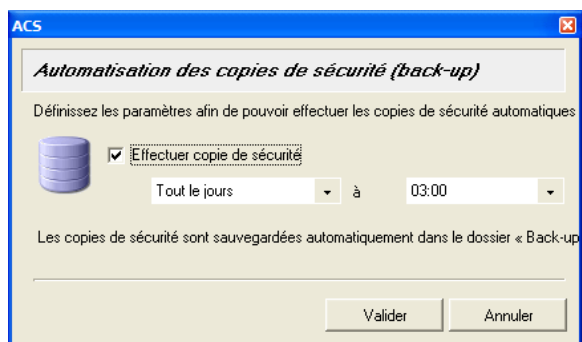 ACS
Automatisation des copies de sécurité (back-up)
Définissez les paramètres afin de pouvoir effectuer les copies de sécurité automatiques
Effectuer copie de sécurité
Tout le jours à 03:00
Les copies de sécurité sont sauvegardées automatiquement dans le dossier « Back-up
Valider Annuler